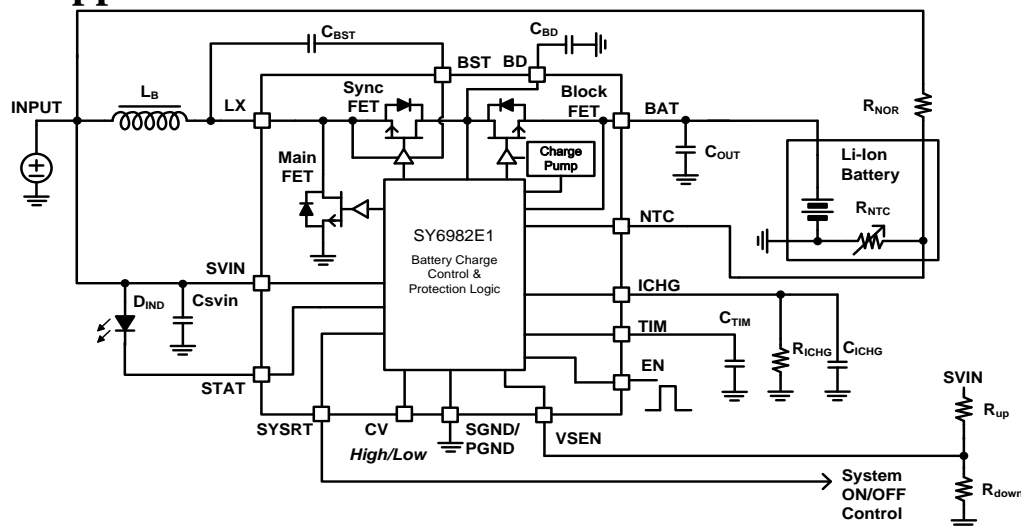 C_BST
C_BD
BST
BD
L_B
INPUT
LX
Sync
FET
Block
FET
BAT
R_NOR
Main
FET
Charge
Pump
C_OUT
Li-Ion
Battery
R_NTC
SY6982E1
Battery Charge
Control &
Protection Logic
NTC
SVIN
ICHG
D_IND
Csvin
TIM
C_TIM
R_ICHG
C_ICHG
EN
STAT
SVIN
R_up
SYSRT
CV
SGND/
PGND
VSEN
High/Low
R_down
System
ON/OFF
Control